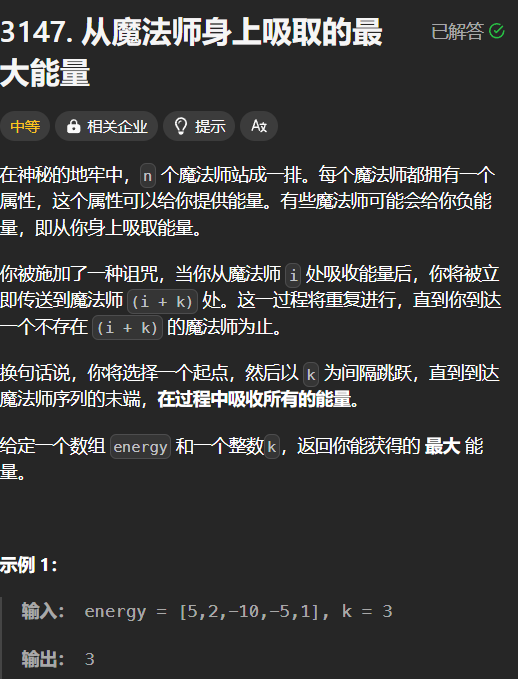 3147. 从魔法师身上吸取的最
大能量
已解答
中等
相关企业
提示
在神秘的地牢中，n 个魔法师站成一排。每个魔法师都拥有一个
属性，这个属性可以给你提供能量。有些魔法师可能会给你负能
量，即从你身上吸取能量。
你被施加了一种诅咒，当你从魔法师 i 处吸收能量后，你将被立
即传送到魔法师 (i + k) 处。这一过程将重复进行，直到你到达
一个不存在 (i + k) 的魔法师为止。
换句话说，你将选择一个起点，然后以 k 为间隔跳跃，直到到达
魔法师序列的末端，在过程中吸收所有的能量。
给定一个数组 energy 和一个整数k，返回你能获得的 最大 能
量。
示例 1：
输入： energy = [5,2,-10,-5,1], k = 3
输出： 3